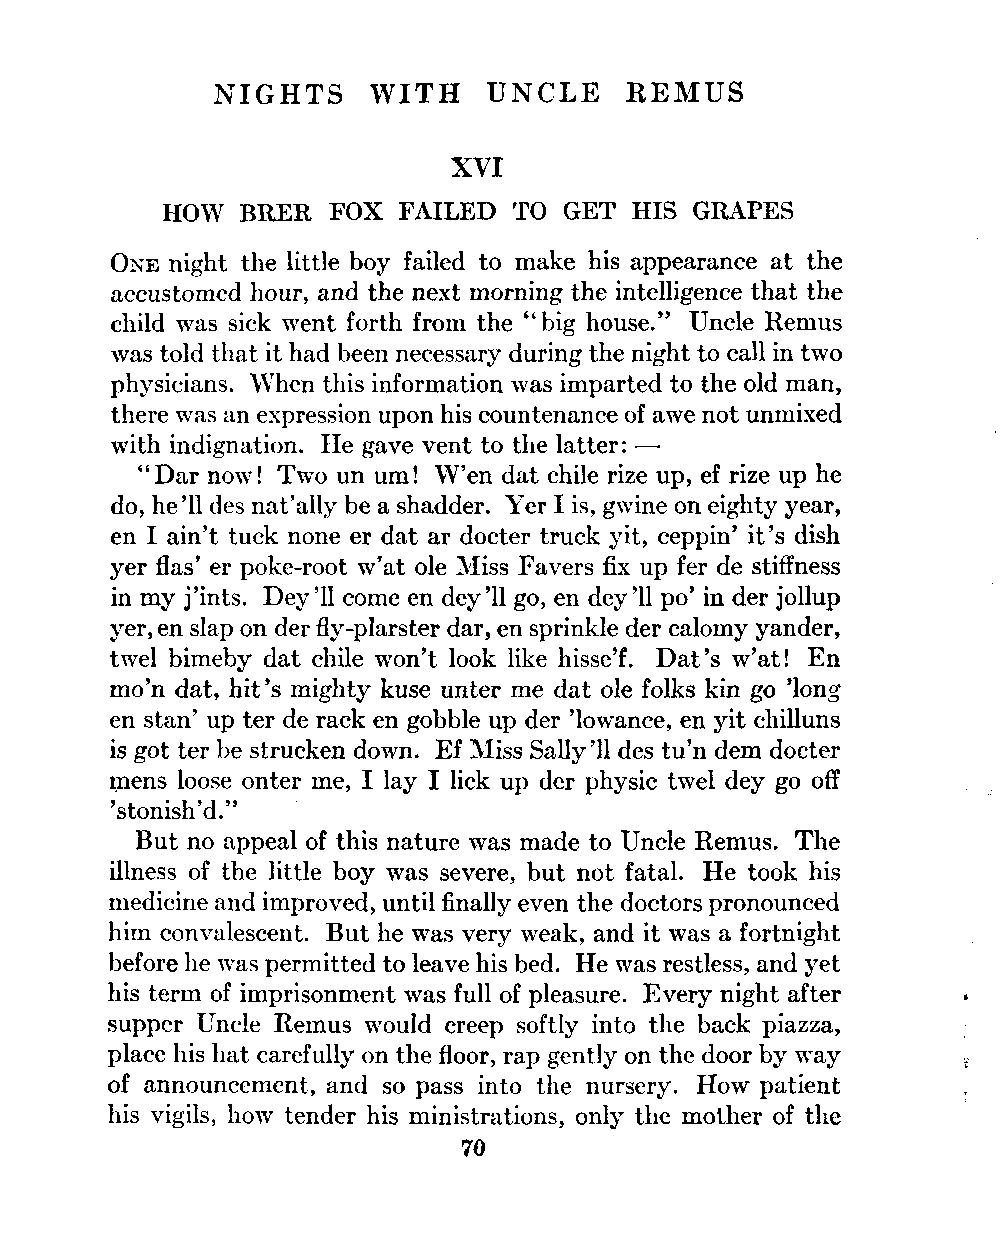 NIGHTS WITH UNCLE REMUS
XVI
HOW BRER FOX FAILED TO GET HIS GRAPES
ONE night the little boy failed to make his appearance at the
accustomed hour, and the next morning the intelligence that the
child was sick went forth from the “big house.” Uncle Remus
was told that it had been necessary during the night to call in two
physicians. When this information was imparted to the old man,
there was an expression upon his countenance of awe not unmixed
with indignation. He gave vent to the latter: —
“Dar now! Two un um! W’en dat chile rize up, ef rize up he
do, he’ll des nat’ally be a shadder. Yer I is, gwine on eighty year,
en I ain’t tuck none er dat ar docter truck yit, ceppin’ it’s dish
yer flas’ er poke-root w’at ole Miss Favers fix up fer de stiffness
in my j’ints. Dey’ll come en dey’ll go, en dey’ll po’ in der jollup
yer, en slap on der fly-plarster dar, en sprinkle der calomy yander,
twel bimeby dat chile won’t look like hisse’f. Dat’s w’at! En
mo’n dat, hit’s mighty kuse unter me dat ole folks kin go ’long
en stan’ up ter de rack en gobble up der ’lowance, en yit chilluns
is got ter be strucken down. Ef Miss Sally’ll des tu’n dem docter
mens loose onter me, I lay I lick up der physic twel dey go off
’stonish’d.”
But no appeal of this nature was made to Uncle Remus. The
illness of the little boy was severe, but not fatal. He took his
medicine and improved, until finally even the doctors pronounced
him convalescent. But he was very weak, and it was a fortnight
before he was permitted to leave his bed. He was restless, and yet
his term of imprisonment was full of pleasure. Every night after
supper Uncle Remus would creep softly into the back piazza,
place his hat carefully on the floor, rap gently on the door by way
of announcement, and so pass into the nursery. How patient
his vigils, how tender his ministrations, only the mother of the
70